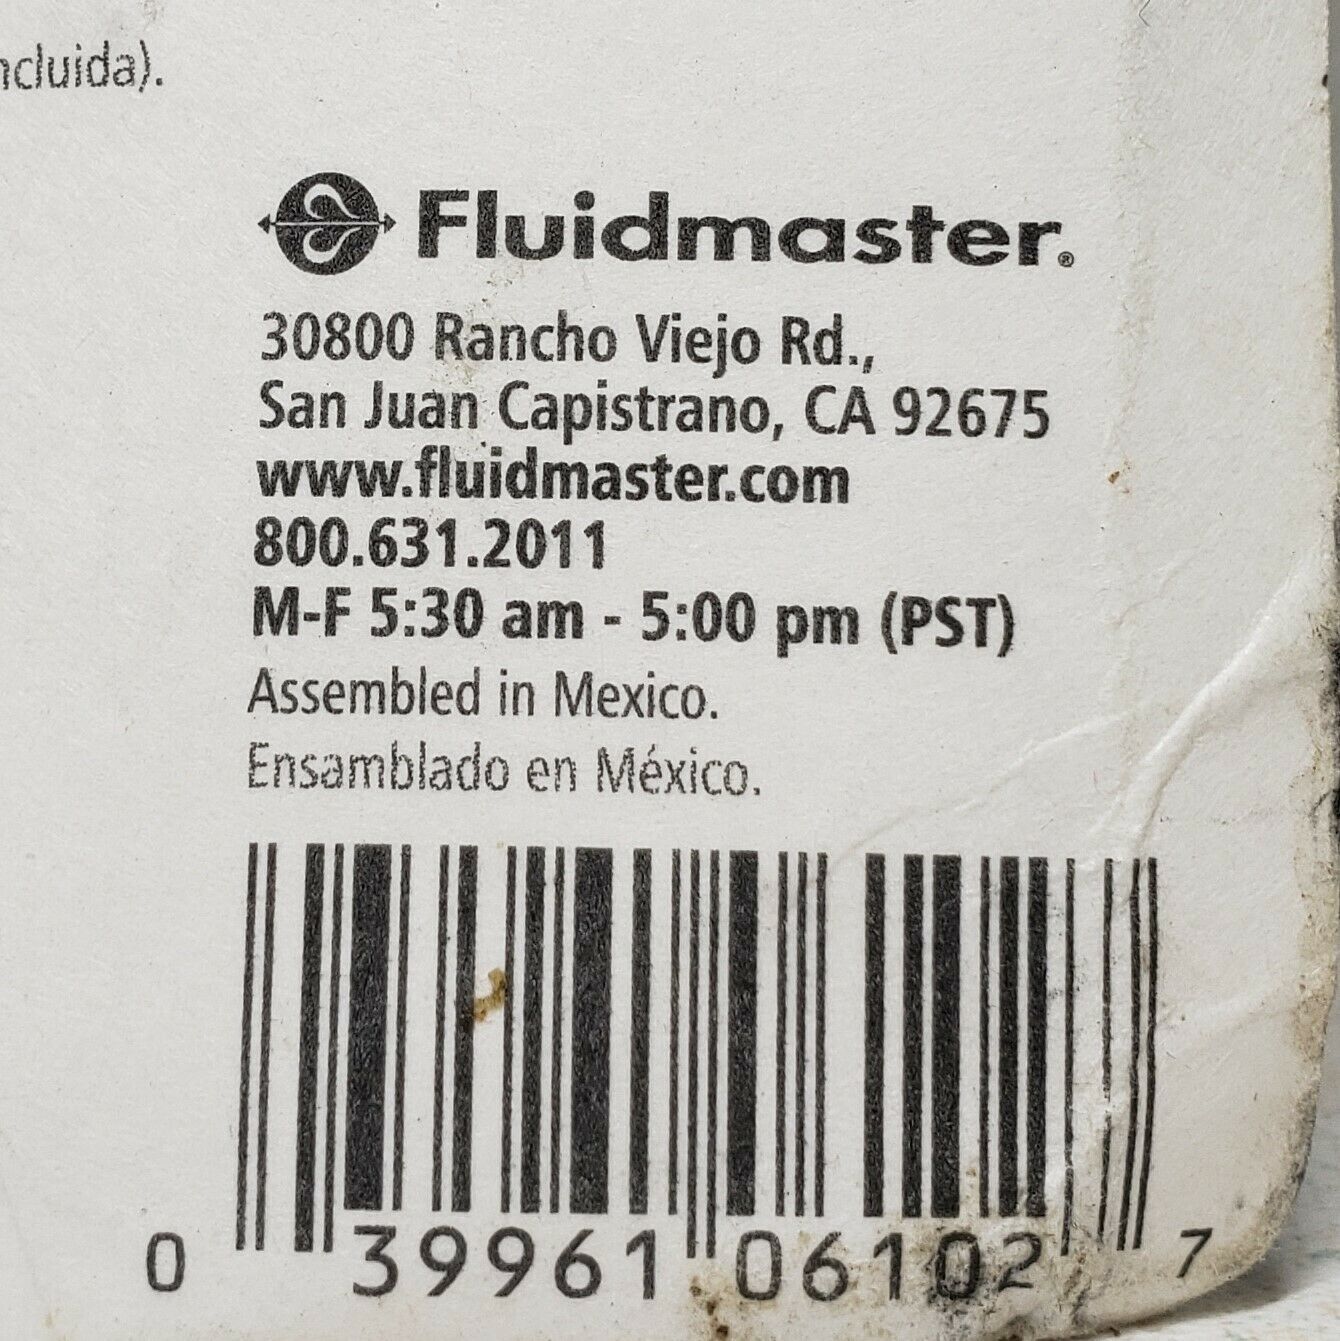 ncluida).
Fluidmaster®
30800 Rancho Viejo Rd.,
San Juan Capistrano, CA 92675
www.fluidmaster.com
800.631.2011
M-F 5:30 am - 5:00 pm (PST)
Assembled in Mexico.
Ensamblado en México.
0 39961 06102 7